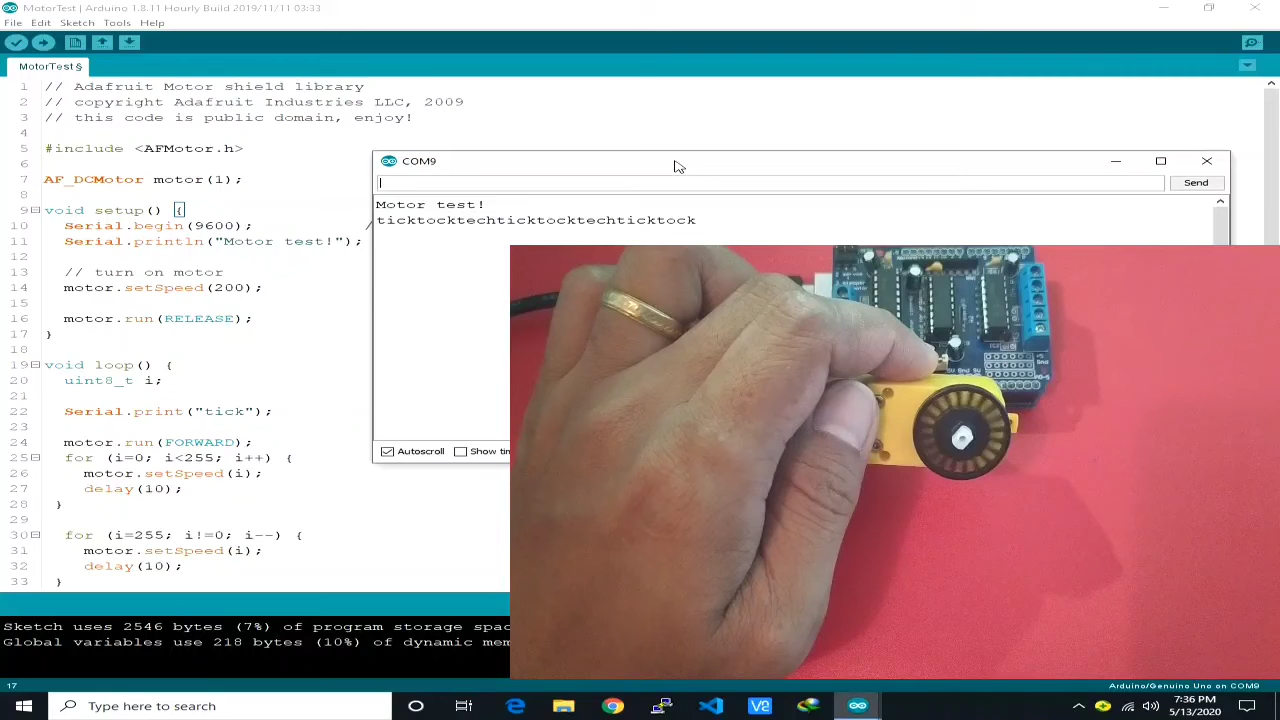 MotorTest | Arduino 1.8.11 Hourly Build 2019/11/11 03:33
File Edit Sketch Tools Help
MotorTest §
1 // Adafruit Motor shield library
2 // copyright Adafruit Industries LLC, 2009
3 // this code is public domain, enjoy!
4
5 #include <AFMotor.h>
6
7 AF_DCMotor motor(1);
8
9 void setup() {
10 Serial.begin(9600); /
11 Serial.println("Motor test!");
12
13 // turn on motor
14 motor.setSpeed(200);
15
16 motor.run(RELEASE);
17 }
18
19 void loop() {
20 uint8_t i;
21
22 Serial.print("tick");
23
24 motor.run(FORWARD);
25 for (i=0; i<255; i++) {
26 motor.setSpeed(i);
27 delay(10);
28 }
29
30 for (i=255; i!=0; i--) {
31 motor.setSpeed(i);
32 delay(10);
33 }
COM9
Send
Motor test!
ticktocktechticktocktechticktock
Autoscroll Show tim
Sketch uses 2546 bytes (7%) of program storage spac
Global variables use 218 bytes (10%) of dynamic mem
17 Arduino/Genuino Uno on COM9
Type here to search
7:36 PM
5/13/2020